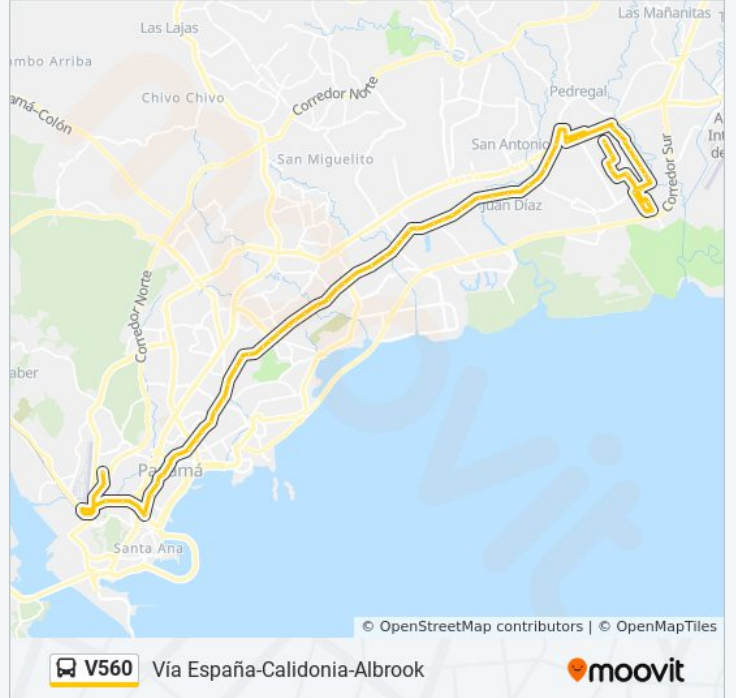 Las Mañanitas
Las Lajas
ambo Arriba
Corredor Norte
Pedregal
Chivo Chivo
amá-Colón
San Antonio
San Miguelito
Corredor Sur
Juan Díaz
Corredor Norte
aber
Panamá
Santa Ana
moovit
© OpenStreetMap contributors | © OpenMapTiles
V560 Vía España-Calidonia-Albrook
moovit